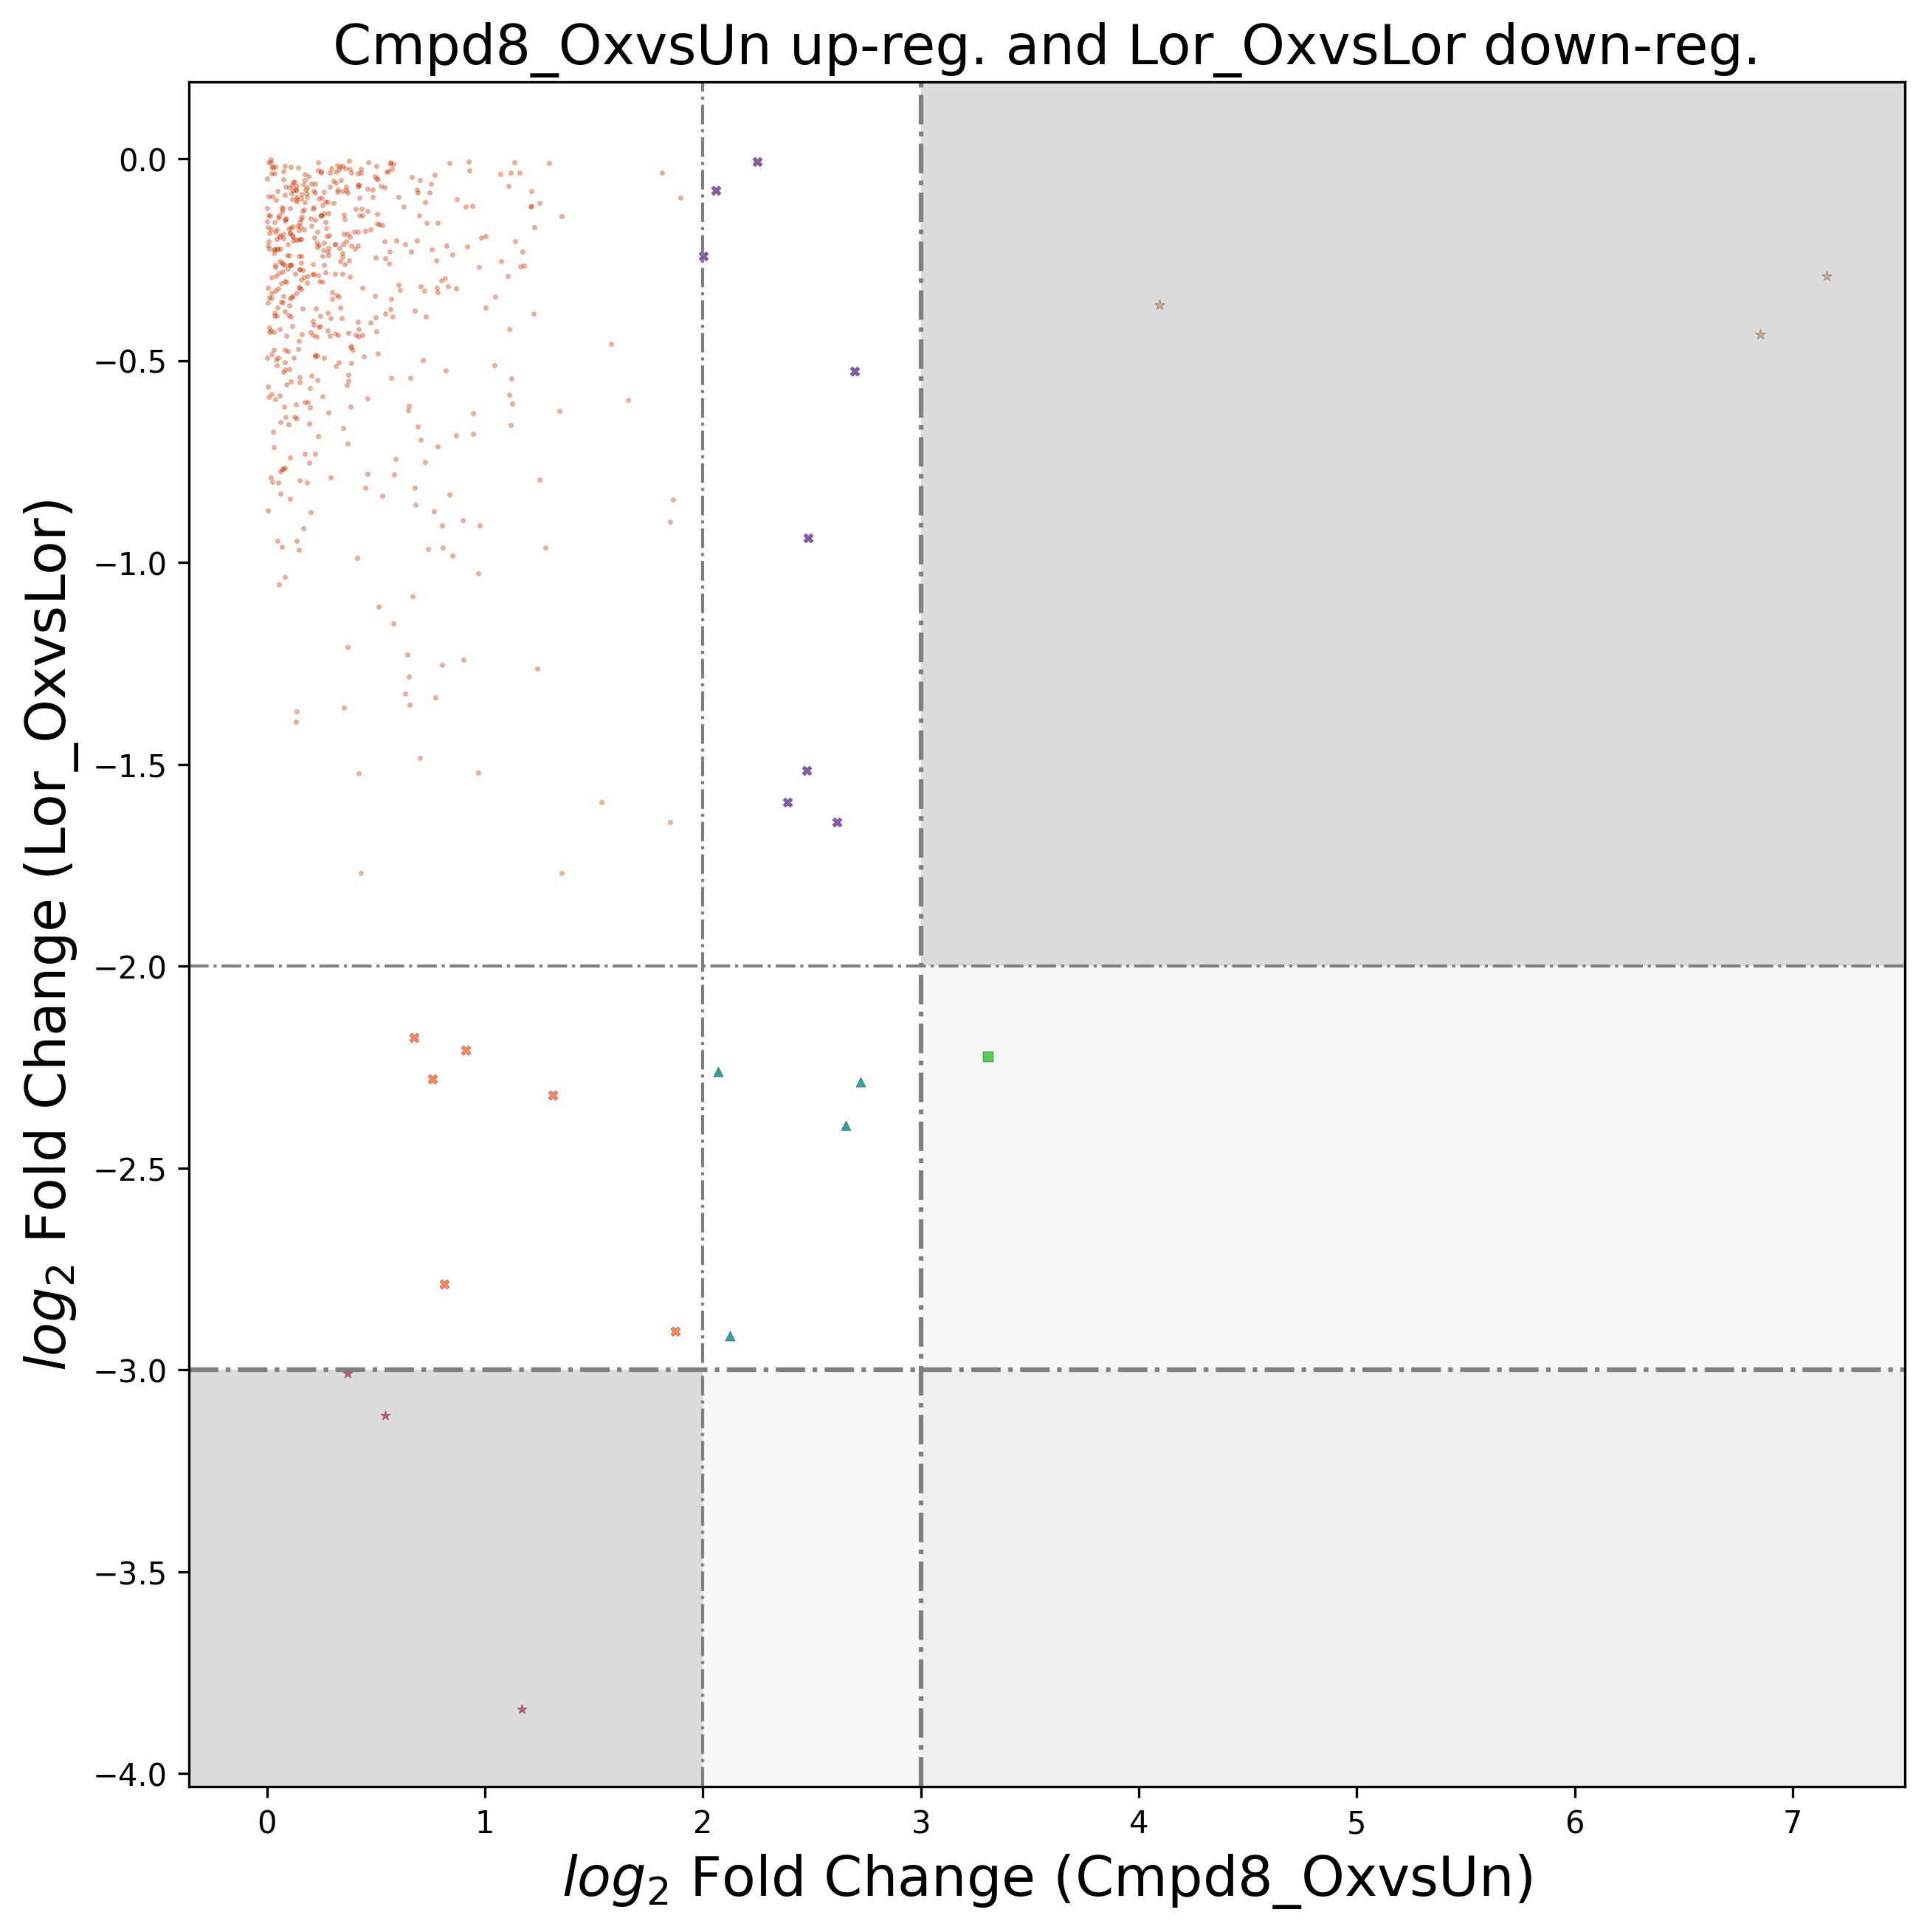 Cmpd8_OxvsUn up-reg. and Lor_OxvsLor down-reg.
log2 Fold Change (Lor_OxvsLor)
0.0
−0.5
−1.0
−1.5
−2.0
−2.5
−3.0
−3.5
−4.0
0 1 2 3 4 5 6 7
log2 Fold Change (Cmpd8_OxvsUn)